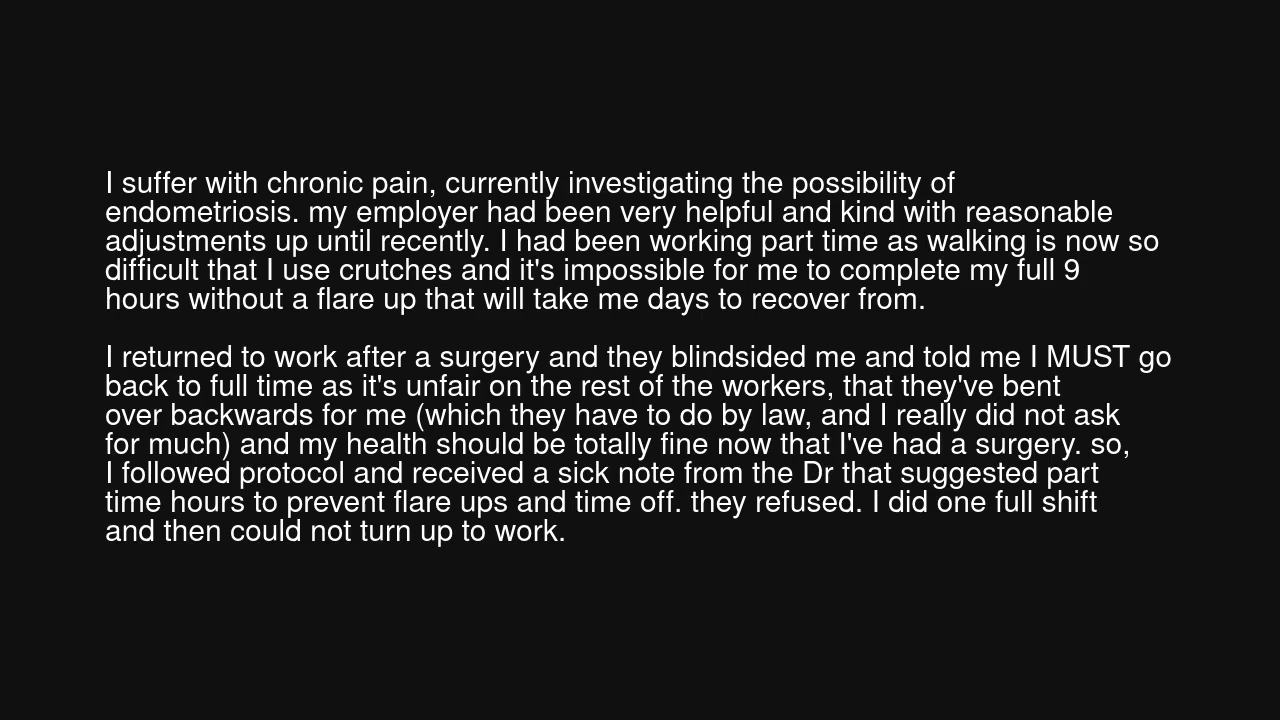 I suffer with chronic pain, currently investigating the possibility of
endometriosis. my employer had been very helpful and kind with reasonable
adjustments up until recently. I had been working part time as walking is now so
difficult that I use crutches and it's impossible for me to complete my full 9
hours without a flare up that will take me days to recover from.

I returned to work after a surgery and they blindsided me and told me I MUST go
back to full time as it's unfair on the rest of the workers, that they've bent
over backwards for me (which they have to do by law, and I really did not ask
for much) and my health should be totally fine now that I've had a surgery. so,
I followed protocol and received a sick note from the Dr that suggested part
time hours to prevent flare ups and time off. they refused. I did one full shift
and then could not turn up to work.